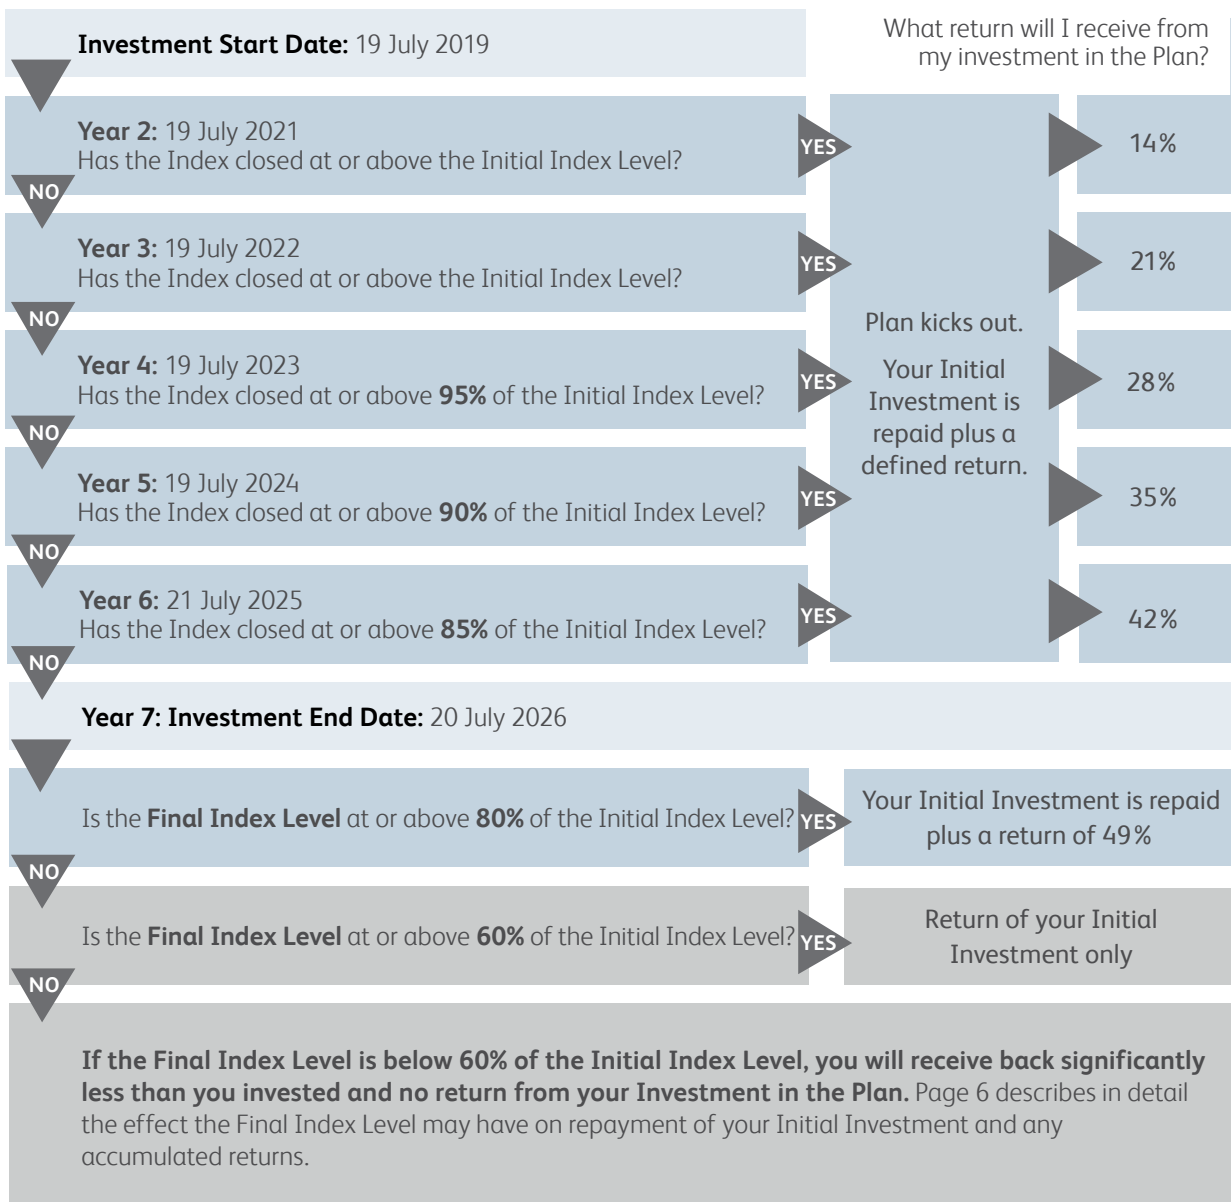 Investment Start Date: 19 July 2019
What return will I receive from
my investment in the Plan?
Year 2: 19 July 2021
Has the Index closed at or above the Initial Index Level?
YES
14%
NO
Year 3: 19 July 2022
Has the Index closed at or above the Initial Index Level?
YES
21%
NO
Year 4: 19 July 2023
Has the Index closed at or above 95% of the Initial Index Level?
YES
28%
NO
Year 5: 19 July 2024
Has the Index closed at or above 90% of the Initial Index Level?
YES
35%
NO
Year 6: 21 July 2025
Has the Index closed at or above 85% of the Initial Index Level?
YES
42%
NO
Plan kicks out.
Your Initial
Investment is
repaid plus a
defined return.
Year 7: Investment End Date: 20 July 2026
Is the Final Index Level at or above 80% of the Initial Index Level?
YES
Your Initial Investment is repaid
plus a return of 49%
NO
Is the Final Index Level at or above 60% of the Initial Index Level?
YES
Return of your Initial
Investment only
NO
If the Final Index Level is below 60% of the Initial Index Level, you will receive back significantly
less than you invested and no return from your Investment in the Plan. Page 6 describes in detail
the effect the Final Index Level may have on repayment of your Initial Investment and any
accumulated returns.